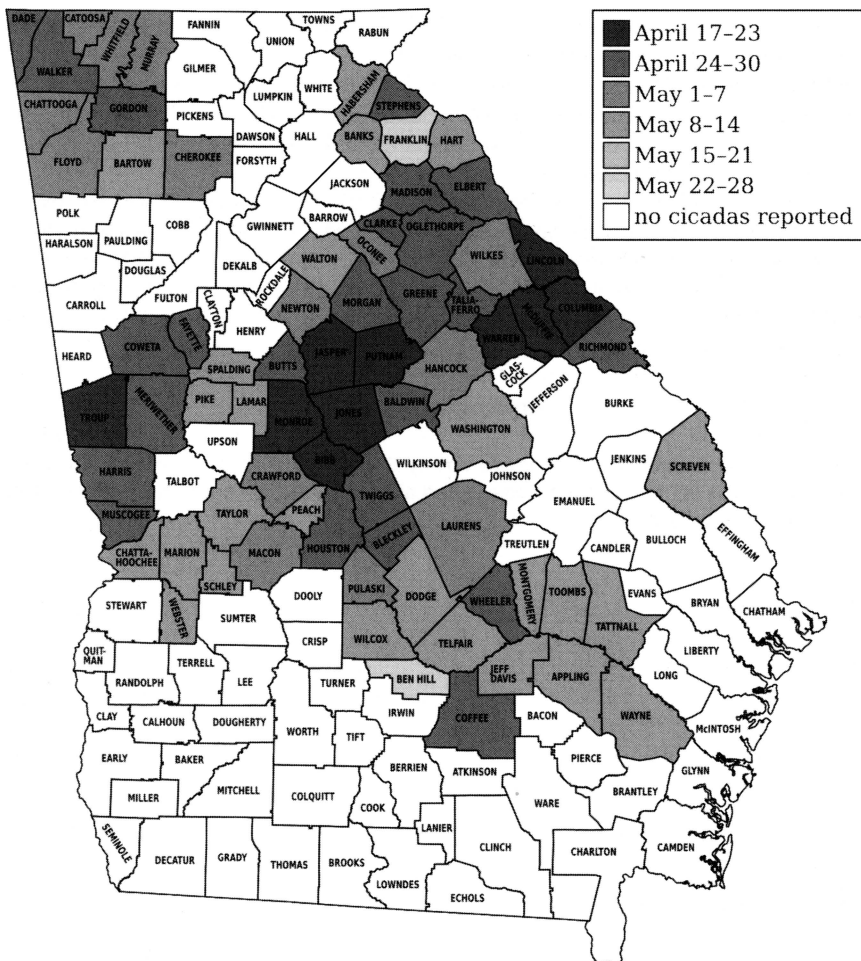 April 17–23
April 24–30
May 1–7
May 8–14
May 15–21
May 22–28
no cicadas reported
DADE
CATOOSA
WHITFIELD
MURRAY
FANNIN
UNION
TOWNS
RABUN
WALKER
GILMER
WHITE
HABERSHAM
STEPHENS
CHATTOOGA
GORDON
PICKENS
LUMPKIN
DAWSON
HALL
BANKS
FRANKLIN
HART
FLOYD
BARTOW
CHEROKEE
FORSYTH
JACKSON
MADISON
ELBERT
POLK
COBB
GWINNETT
BARROW
CLARKE
OGLETHORPE
HARALSON
PAULDING
DOUGLAS
DEKALB
WALTON
OCONEE
WILKES
LINCOLN
CARROLL
FULTON
CLAYTON
ROCKDALE
NEWTON
MORGAN
GREENE
TALIA-
FERRO
MCDUFFIE
COLUMBIA
HENRY
HEARD
COWETA
FAYETTE
SPALDING
BUTTS
JASPER
PUTNAM
HANCOCK
WARREN
RICHMOND
GLAS-
COCK
JEFFERSON
BURKE
TROUP
MERIWETHER
PIKE
LAMAR
MONROE
JONES
BALDWIN
WASHINGTON
UPSON
BIBB
WILKINSON
JOHNSON
JENKINS
SCREVEN
HARRIS
TALBOT
CRAWFORD
TWIGGS
EMANUEL
MUSCOGEE
TAYLOR
PEACH
HOUSTON
BLECKLEY
LAURENS
TREUTLEN
CANDLER
BULLOCH
EFFINGHAM
CHATTA-
HOOCHEE
MARION
MACON
SCHLEY
PULASKI
DODGE
WHEELER
MONTGOMERY
TOOMBS
EVANS
BRYAN
CHATHAM
STEWART
WEBSTER
SUMTER
DOOLY
CRISP
WILCOX
TELFAIR
TATTNALL
LIBERTY
QUIT-
MAN
RANDOLPH
TERRELL
LEE
TURNER
BEN HILL
JEFF
DAVIS
APPLING
LONG
CLAY
CALHOUN
DOUGHERTY
WORTH
TIFT
IRWIN
COFFEE
BACON
WAYNE
McINTOSH
EARLY
BAKER
BERRIEN
ATKINSON
PIERCE
GLYNN
MILLER
MITCHELL
COLQUITT
COOK
WARE
BRANTLEY
SEMINOLE
DECATUR
GRADY
THOMAS
BROOKS
LANIER
CLINCH
CHARLTON
CAMDEN
LOWNDES
ECHOLS